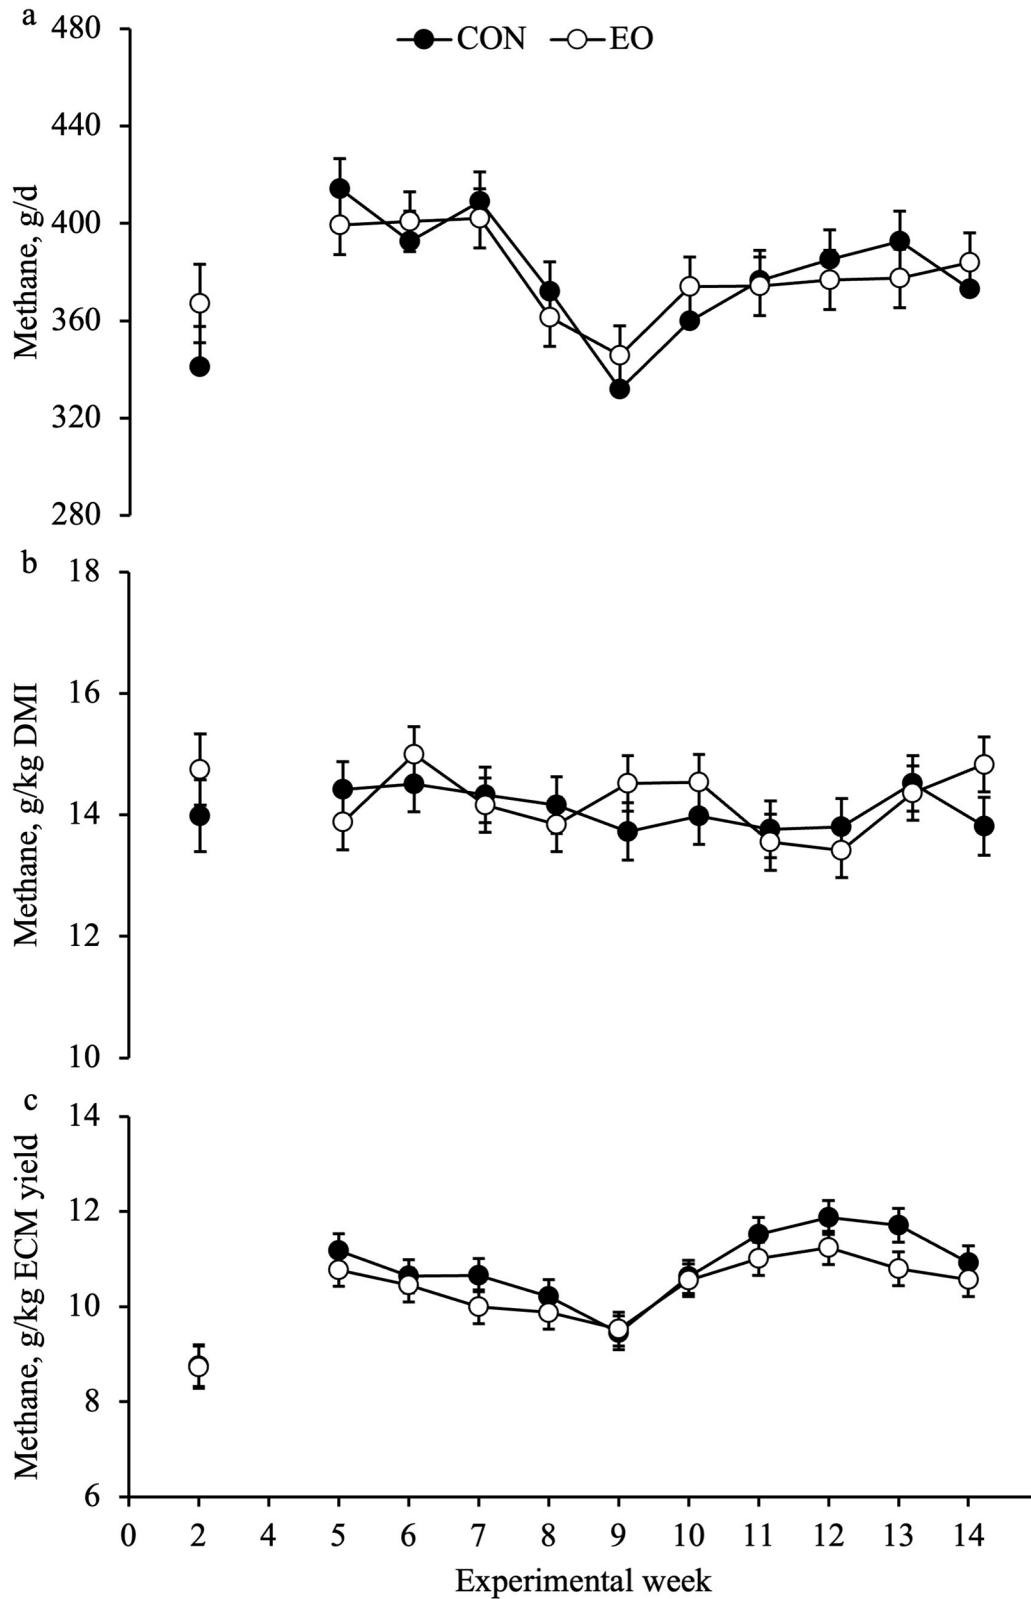 a
CON EO
480
440
400
360
320
280
Methane, g/d
b
18
16
14
12
10
Methane, g/kg DMI
c
14
12
10
8
6
Methane, g/kg ECM yield
0 2 4 5 6 7 8 9 10 11 12 13 14
Experimental week